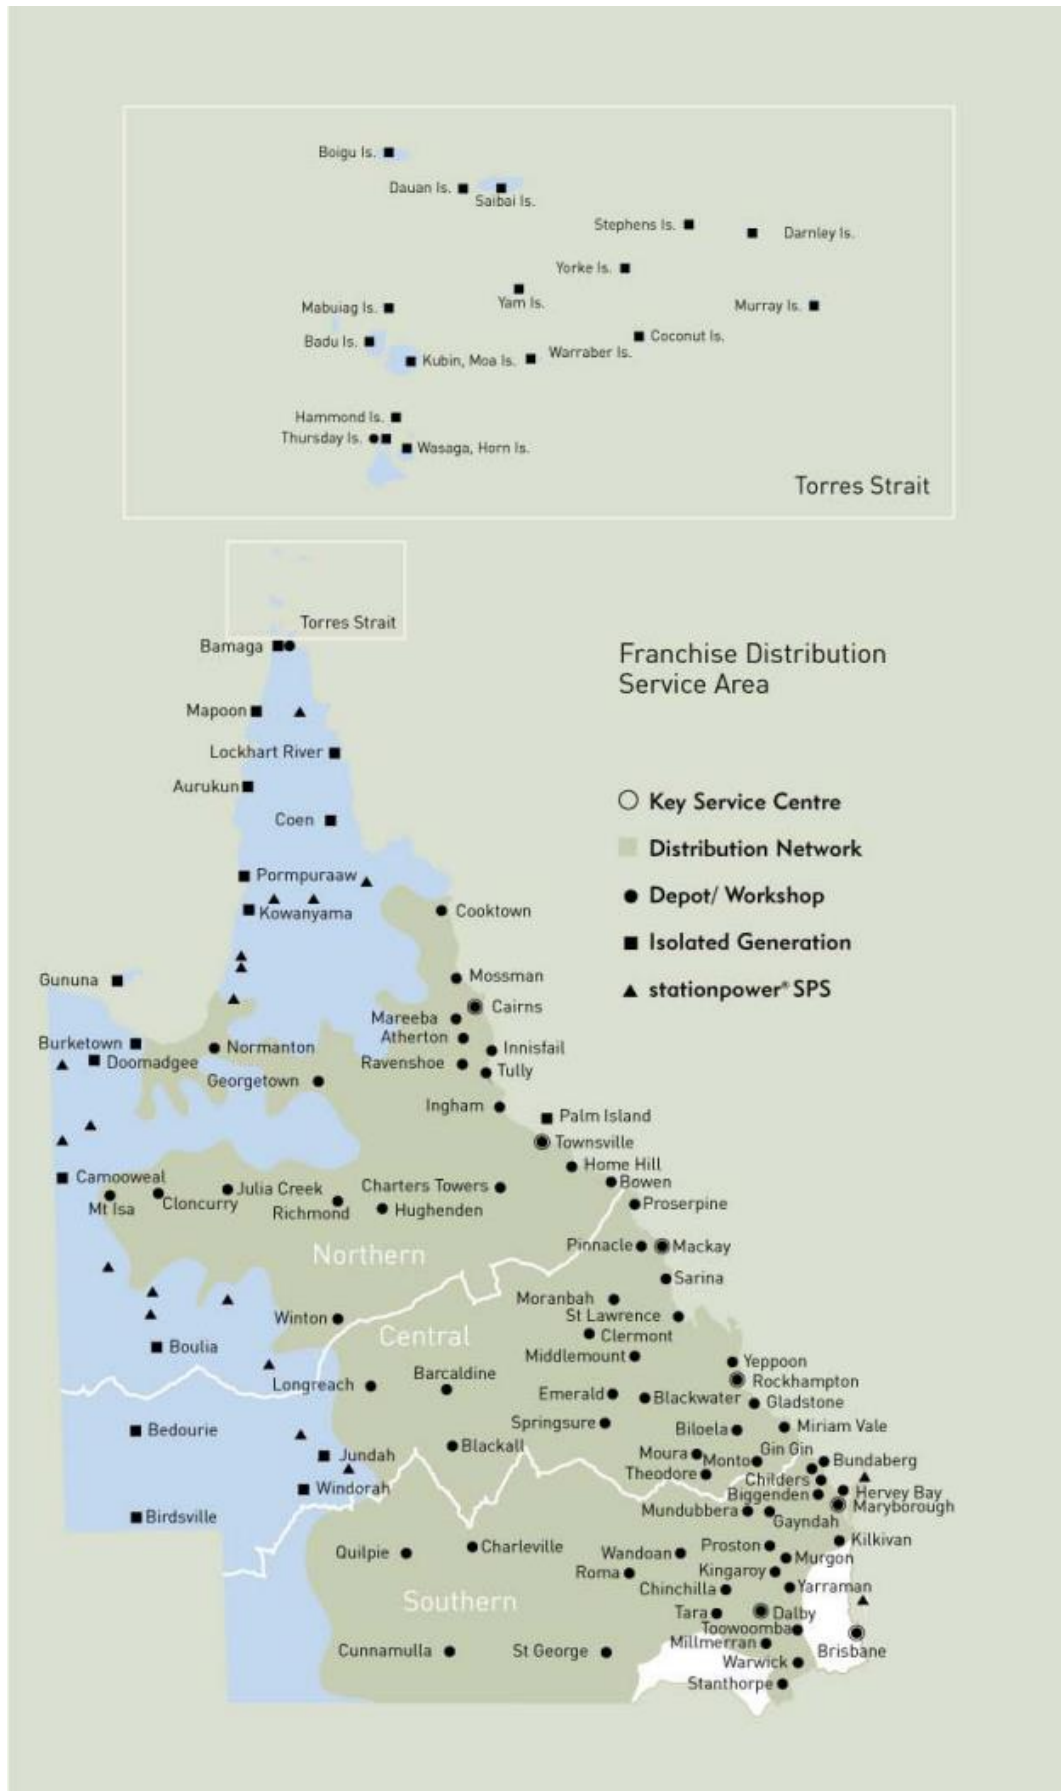 Boigu Is.
Dauan Is.
Saibai Is.
Stephens Is.
Darnley Is.
Yorke Is.
Yam Is.
Mabuiag Is.
Murray Is.
Badu Is.
Coconut Is.
Kubin, Moa Is.
Warraber Is.
Hammond Is.
Thursday Is.
Wasaga, Horn Is.
Torres Strait
Torres Strait
Bamaga
Franchise Distribution
Service Area
Mapoon
Lockhart River
Aurukun
Key Service Centre
Coen
Distribution Network
Pormpuraaw
Depot/ Workshop
Kowanyama
Cooktown
Isolated Generation
Gununa
Mossman
stationpower® SPS
Cairns
Mareeba
Atherton
Burketown
Normanton
Innisfail
Doomadgee
Ravenshoe
Tully
Georgetown
Ingham
Palm Island
Townsville
Home Hill
Camooweal
Bowen
Julia Creek
Charters Towers
Mt Isa
Cloncurry
Richmond
Hughenden
Proserpine
Northern
Pinnacle
Mackay
Sarina
Moranbah
Winton
St Lawrence
Central
Clermont
Boulia
Middlemount
Yeppoon
Barcaldine
Rockhampton
Longreach
Emerald
Blackwater
Gladstone
Springsure
Bedourie
Biloela
Miriam Vale
Blackall
Jundah
Moura
Monto
Gin Gin
Bundaberg
Theodore
Childers
Windorah
Biggenden
Hervey Bay
Maryborough
Birdsville
Mundubbera
Gayndah
Kilkivan
Quilpie
Charleville
Wandoan
Proston
Murgon
Roma
Kingaroy
Chinchilla
Yarraman
Southern
Tara
Dalby
Toowoomba
Cunnamulla
St George
Millmerran
Brisbane
Warwick
Stanthorpe